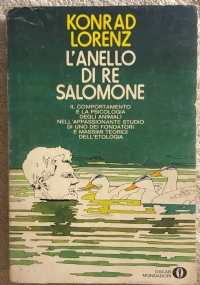 KONRAD
LORENZ
L'ANELLO
DI RE
SALOMONE
IL COMPORTAMENTO
E LA PSICOLOGIA
DEGLI ANIMALI
NELL'APPASSIONANTE STUDIO
DI UNO DEI FONDATORI
E MASSIMI TEORICI
DELL'ETOLOGIA
OSCAR
MONDADORI